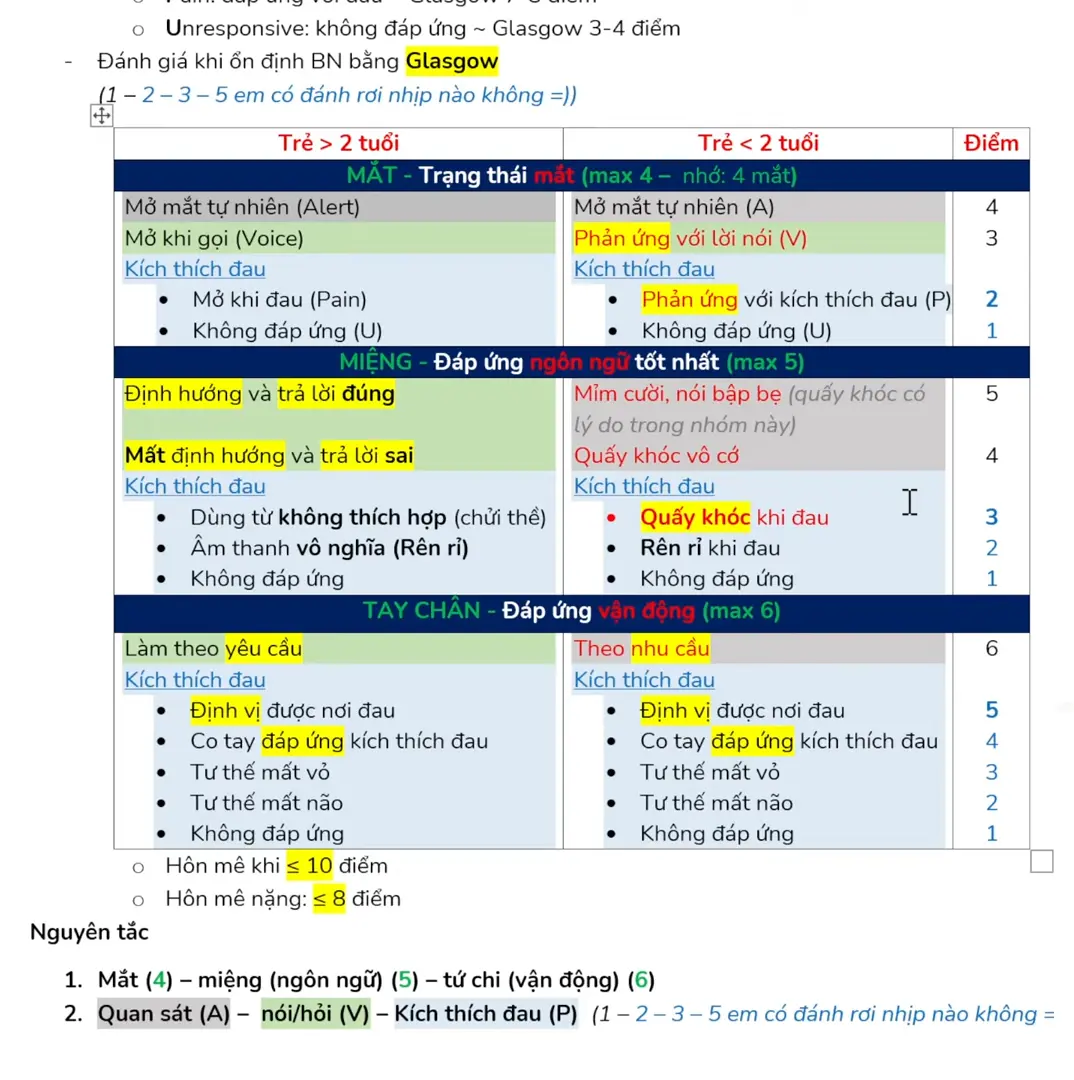 Unresponsive: không đáp ứng ~ Glasgow 3-4 điểm
- Đánh giá khi ổn định BN bằng Glasgow
(1 – 2 – 3 – 5 em có đánh rơi nhịp nào không =))
Trẻ > 2 tuổi Trẻ < 2 tuổi Điểm
MẮT - Trạng thái mắt (max 4 – nhớ: 4 mắt)
Mở mắt tự nhiên (Alert) Mở mắt tự nhiên (A) 4
Mở khi gọi (Voice) Phản ứng với lời nói (V) 3
Kích thích đau Kích thích đau
• Mở khi đau (Pain) • Phản ứng với kích thích đau (P) 2
• Không đáp ứng (U) • Không đáp ứng (U) 1
MIỆNG - Đáp ứng ngôn ngữ tốt nhất (max 5)
Định hướng và trả lời đúng Mỉm cười, nói bập bẹ (quấy khóc có 5
lý do trong nhóm này)
Mất định hướng và trả lời sai Quấy khóc vô cớ 4
Kích thích đau Kích thích đau
• Dùng từ không thích hợp (chửi thề) • Quấy khóc khi đau 3
• Âm thanh vô nghĩa (Rên rỉ) • Rên rỉ khi đau 2
• Không đáp ứng • Không đáp ứng 1
TAY CHÂN - Đáp ứng vận động (max 6)
Làm theo yêu cầu Theo nhu cầu 6
Kích thích đau Kích thích đau
• Định vị được nơi đau • Định vị được nơi đau 5
• Co tay đáp ứng kích thích đau • Co tay đáp ứng kích thích đau 4
• Tư thế mất vỏ • Tư thế mất vỏ 3
• Tư thế mất não • Tư thế mất não 2
• Không đáp ứng • Không đáp ứng 1
o Hôn mê khi ≤ 10 điểm
o Hôn mê nặng: ≤ 8 điểm
Nguyên tắc
1. Mắt (4) – miệng (ngôn ngữ) (5) – tứ chi (vận động) (6)
2. Quan sát (A) – nói/hỏi (V) – Kích thích đau (P) (1 – 2 – 3 – 5 em có đánh rơi nhịp nào không =